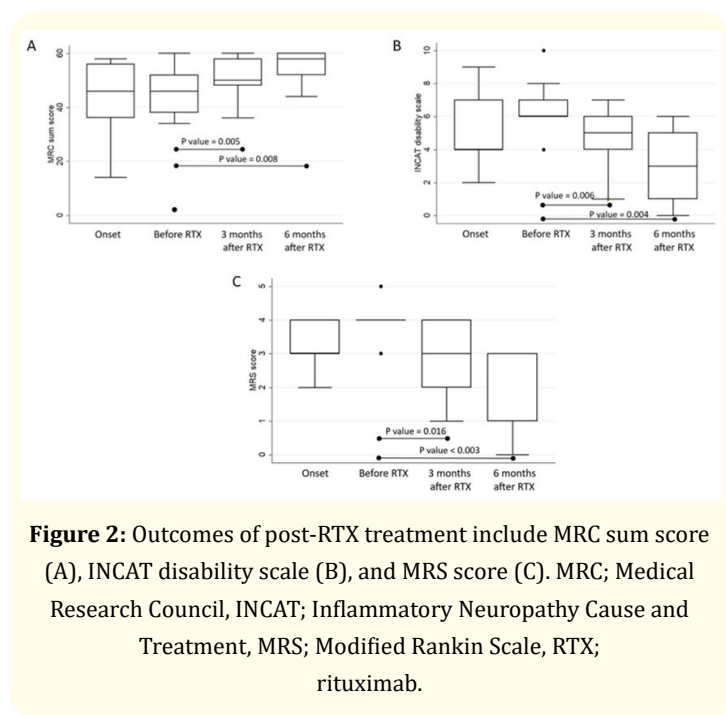 A
MRC sum score
60
40
20
0
P value = 0.005
P value = 0.008
Onset
Before RTX
3 months
after RTX
6 months
after RTX
B
INCAT disability scale
10
8
6
4
2
0
P value = 0.006
P value = 0.004
Onset
Before RTX
3 months
after RTX
6 months
after RTX
C
MRS score
5
4
3
2
1
0
P value = 0.016
P value < 0.003
Onset
Before RTX
3 months
after RTX
6 months
after RTX
Figure 2: Outcomes of post-RTX treatment include MRC sum score
(A), INCAT disability scale (B), and MRS score (C). MRC; Medical
Research Council, INCAT; Inflammatory Neuropathy Cause and
Treatment, MRS; Modified Rankin Scale, RTX;
rituximab.